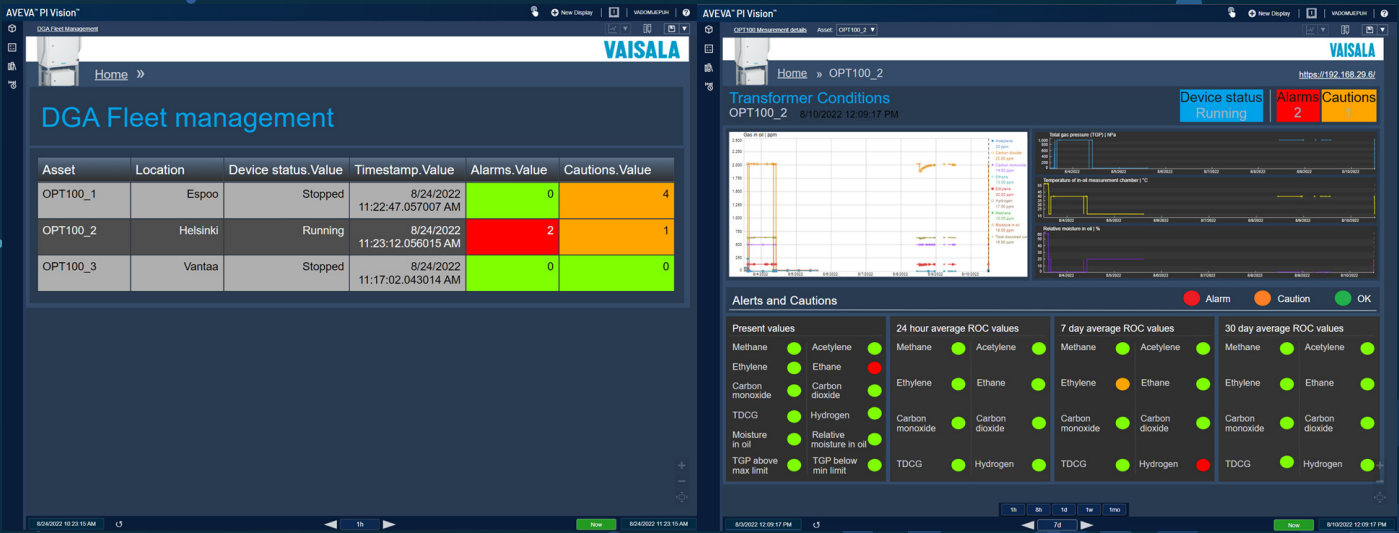 AVEVA™ PI Vision™
New Display
VADOMJEPUH
DGA Fleet Management
VAISALA
Home »
DGA Fleet management
Asset Location Device status.Value Timestamp.Value Alarms.Value Cautions.Value
OPT100_1 Espoo Stopped 8/24/2022 0 4
11:22:47.057007 AM
OPT100_2 Helsinki Running 8/24/2022 2 1
11:23:12.056015 AM
OPT100_3 Vantaa Stopped 8/24/2022 0 0
11:17:02.043014 AM
8/24/2022 10:23:15 AM 1h Now 8/24/2022 11:23:15 AM
AVEVA™ PI Vision™
New Display
VADOMJEPUH
OPT100 Mesurement details Asset: OPT100_2
VAISALA
Home » OPT100_2
https://192.168.29.6/
Transformer Conditions
OPT100_2 8/10/2022 12:09:17 PM
Device status Alarms Cautions
Running 2 1
Gas in oil | ppm
Total gas pressure (TGP) | hPa
Temperature of in-oil measurement chamber | °C
Relative moisture in oil | %
Alerts and Cautions
Alarm Caution OK
Present values
Methane Acetylene
Ethylene Ethane
Carbon monoxide Carbon dioxide
TDCG Hydrogen
Moisture in oil Relative moisture in oil
TGP above max limit TGP below min limit
24 hour average ROC values
Methane Acetylene
Ethylene Ethane
Carbon monoxide Carbon dioxide
TDCG Hydrogen
7 day average ROC values
Methane Acetylene
Ethylene Ethane
Carbon monoxide Carbon dioxide
TDCG Hydrogen
30 day average ROC values
Methane Acetylene
Ethylene Ethane
Carbon monoxide Carbon dioxide
TDCG Hydrogen
1h 8h 1d 1w 1mo
8/3/2022 12:09:17 PM 7d Now 8/10/2022 12:09:17 PM